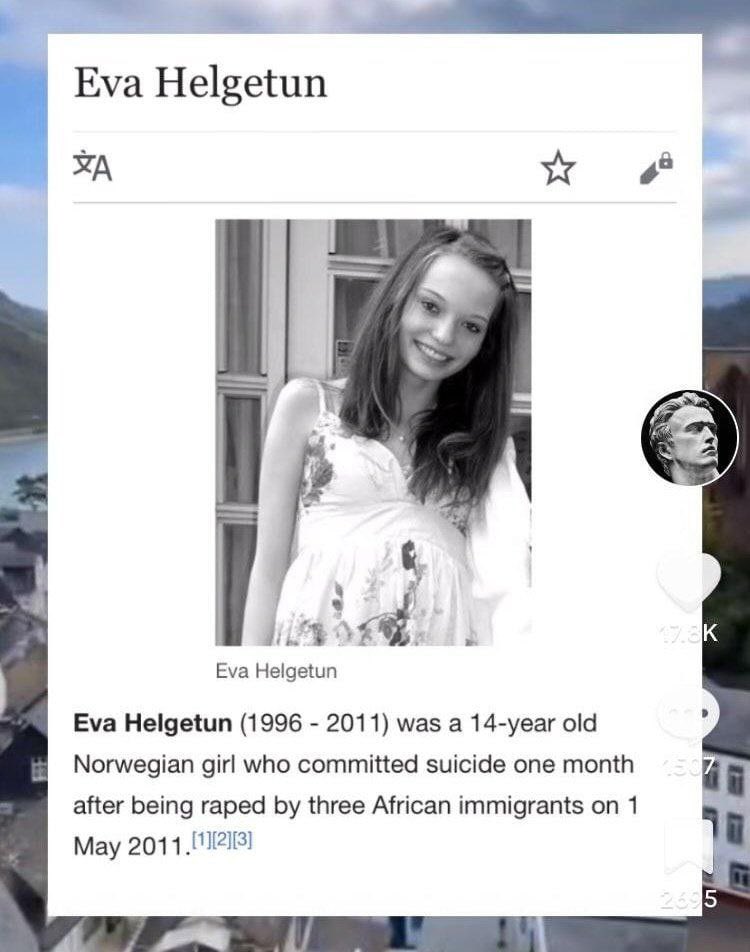 Eva Helgetun
文A
Eva Helgetun
Eva Helgetun (1996 - 2011) was a 14-year old
Norwegian girl who committed suicide one month
after being raped by three African immigrants on 1
May 2011.[1][2][3]
17.8K
1507
2695